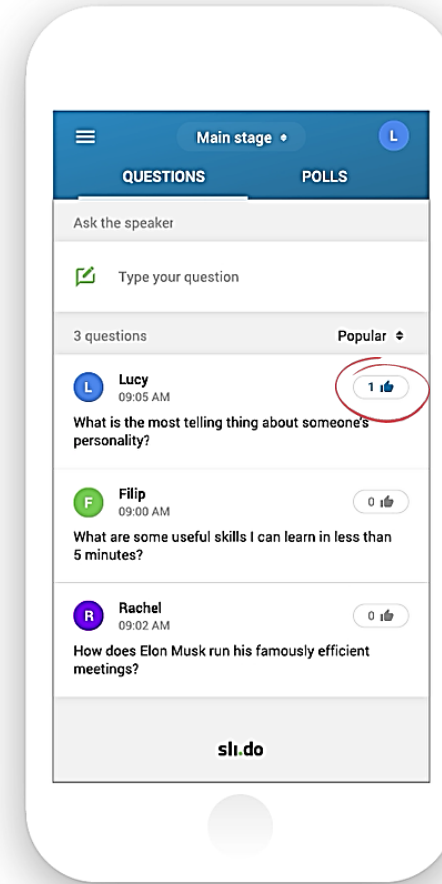 Main stage
L
QUESTIONS POLLS
Ask the speaker
Type your question
3 questions Popular
L Lucy 1
09:05 AM
What is the most telling thing about someone's
personality?
F Filip 0
09:00 AM
What are some useful skills I can learn in less than
5 minutes?
R Rachel 0
09:02 AM
How does Elon Musk run his famously efficient
meetings?
sli.do